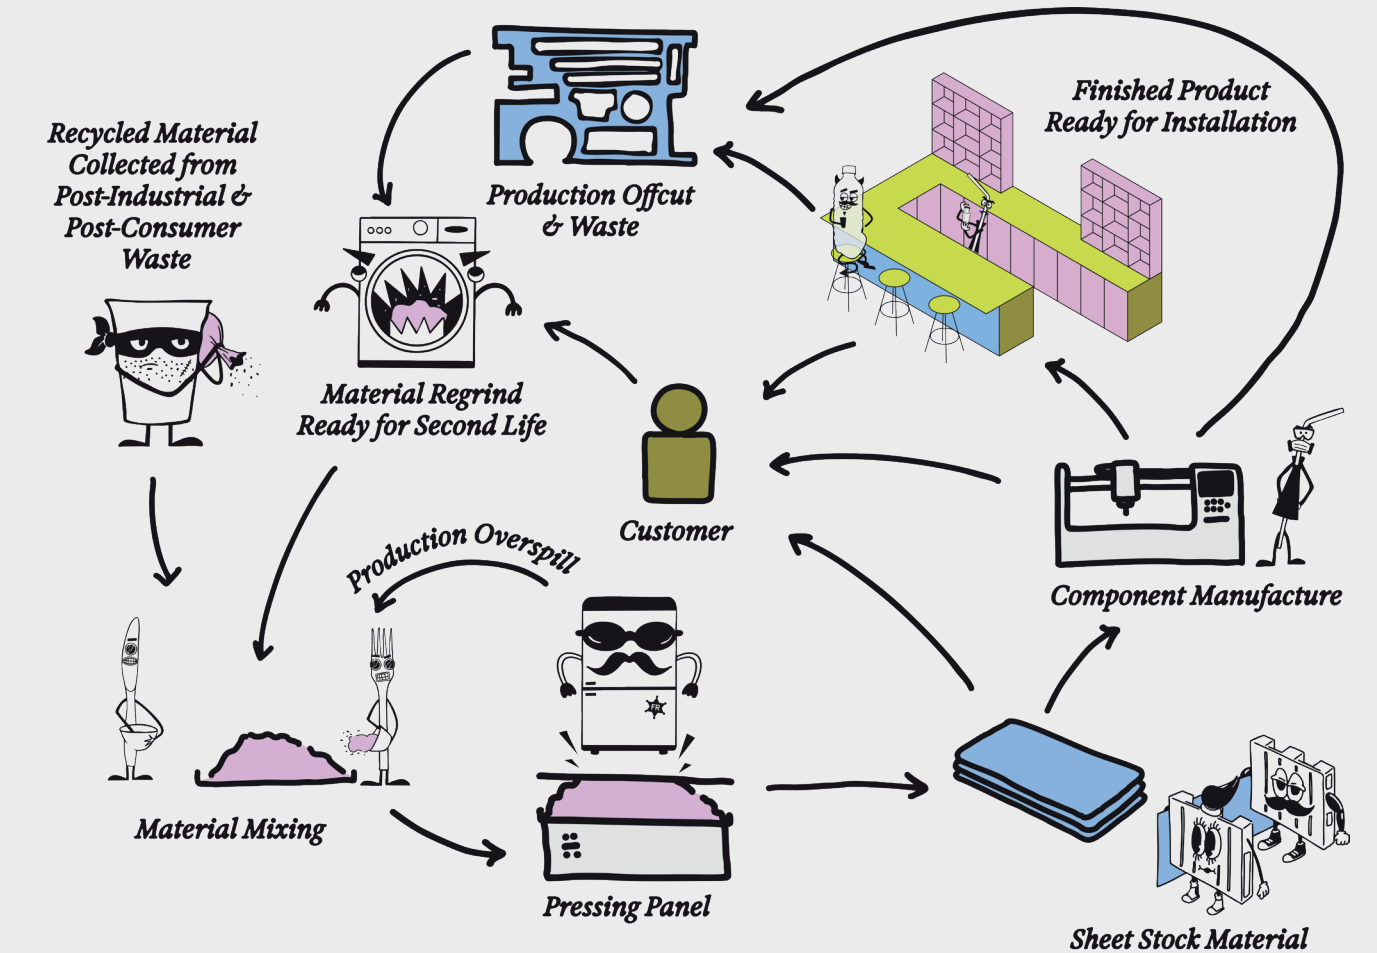 Recycled Material
Collected from
Post-Industrial &
Post-Consumer
Waste
Production Offcut
& Waste
Finished Product
Ready for Installation
Material Regrind
Ready for Second Life
Customer
Production Overspill
Component Manufacture
Material Mixing
Pressing Panel
Sheet Stock Material